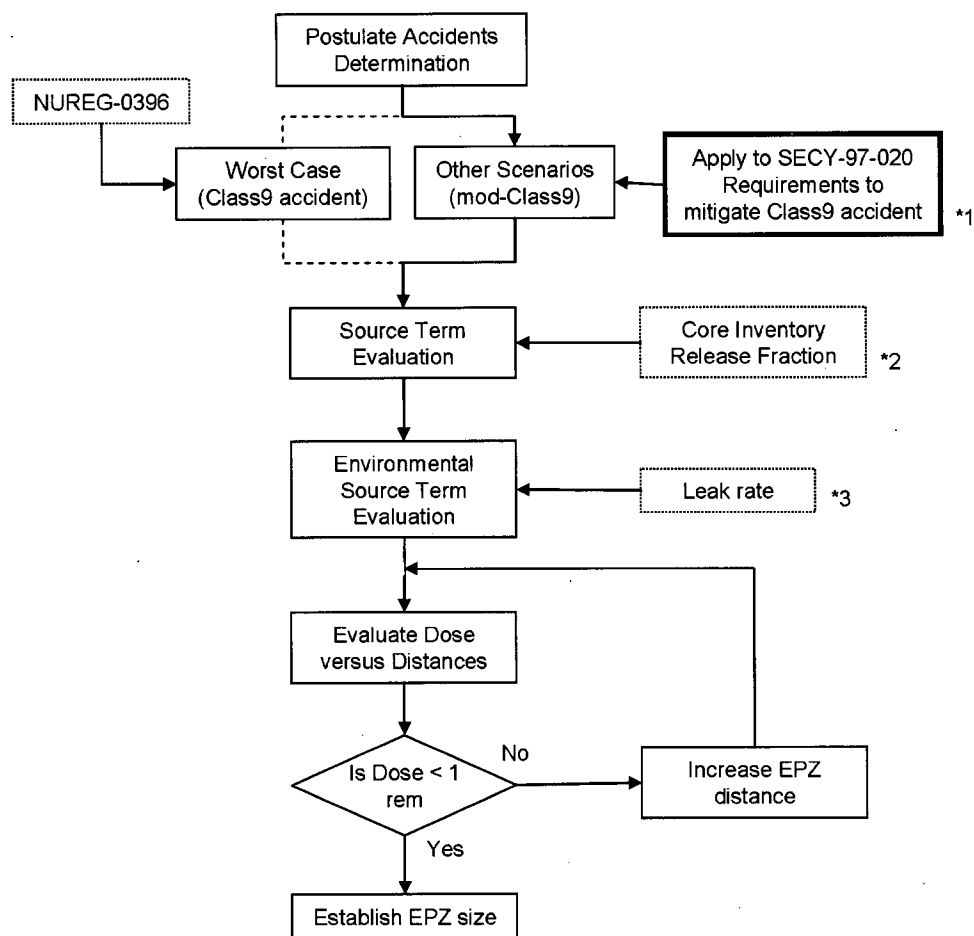 Postulate Accidents
Determination
NUREG-0396
Worst Case
(Class9 accident)
Other Scenarios
(mod-Class9)
Apply to SECY-97-020
Requirements to
mitigate Class9 accident
*1
Source Term
Evaluation
Core Inventory
Release Fraction
*2
Environmental
Source Term
Evaluation
Leak rate
*3
Evaluate Dose
versus Distances
Is Dose < 1
rem
No
Increase EPZ
distance
Yes
Establish EPZ size